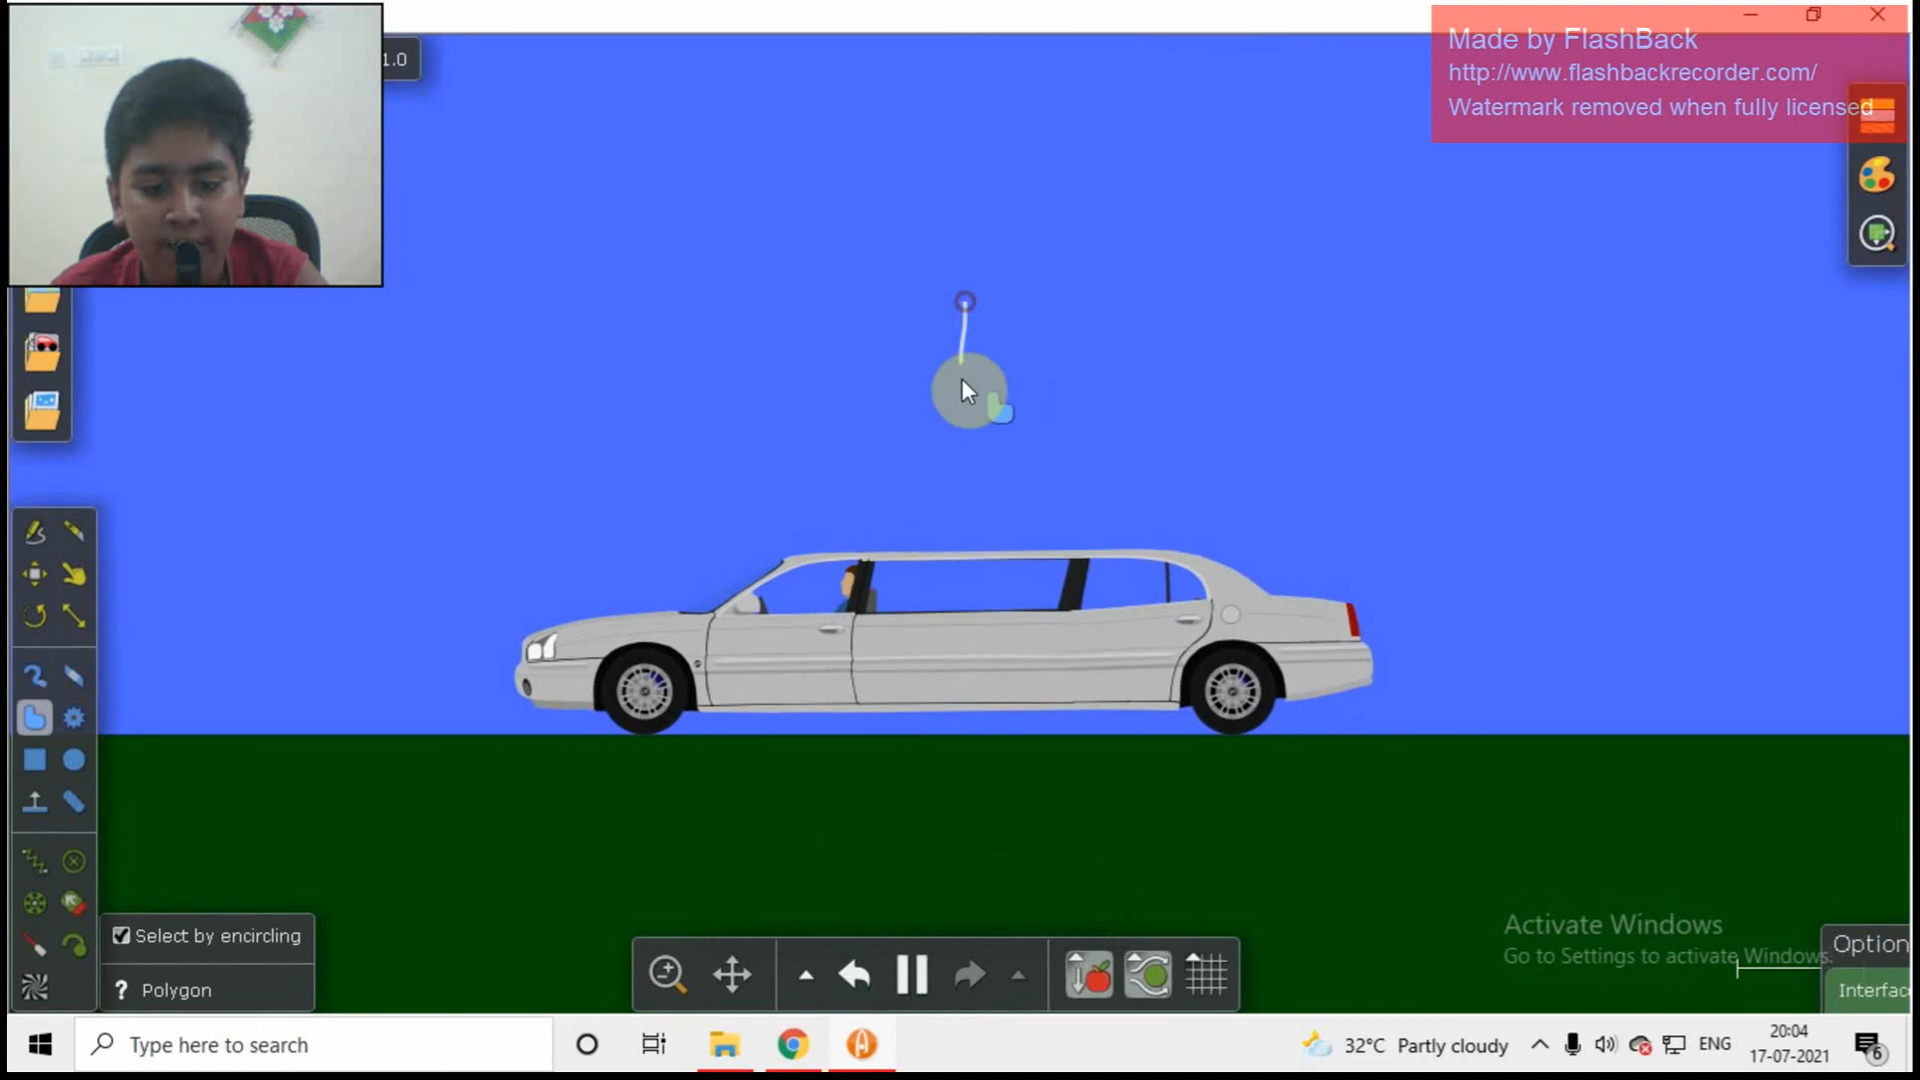 Made by FlashBack
http://www.flashbackrecorder.com/
Watermark removed when fully licensed
1.0
Select by encircling
? Polygon
Activate Windows
Go to Settings to activate Windows.
Option
Interfac
Type here to search
32°C Partly cloudy
ENG
20:04
17-07-2021
6